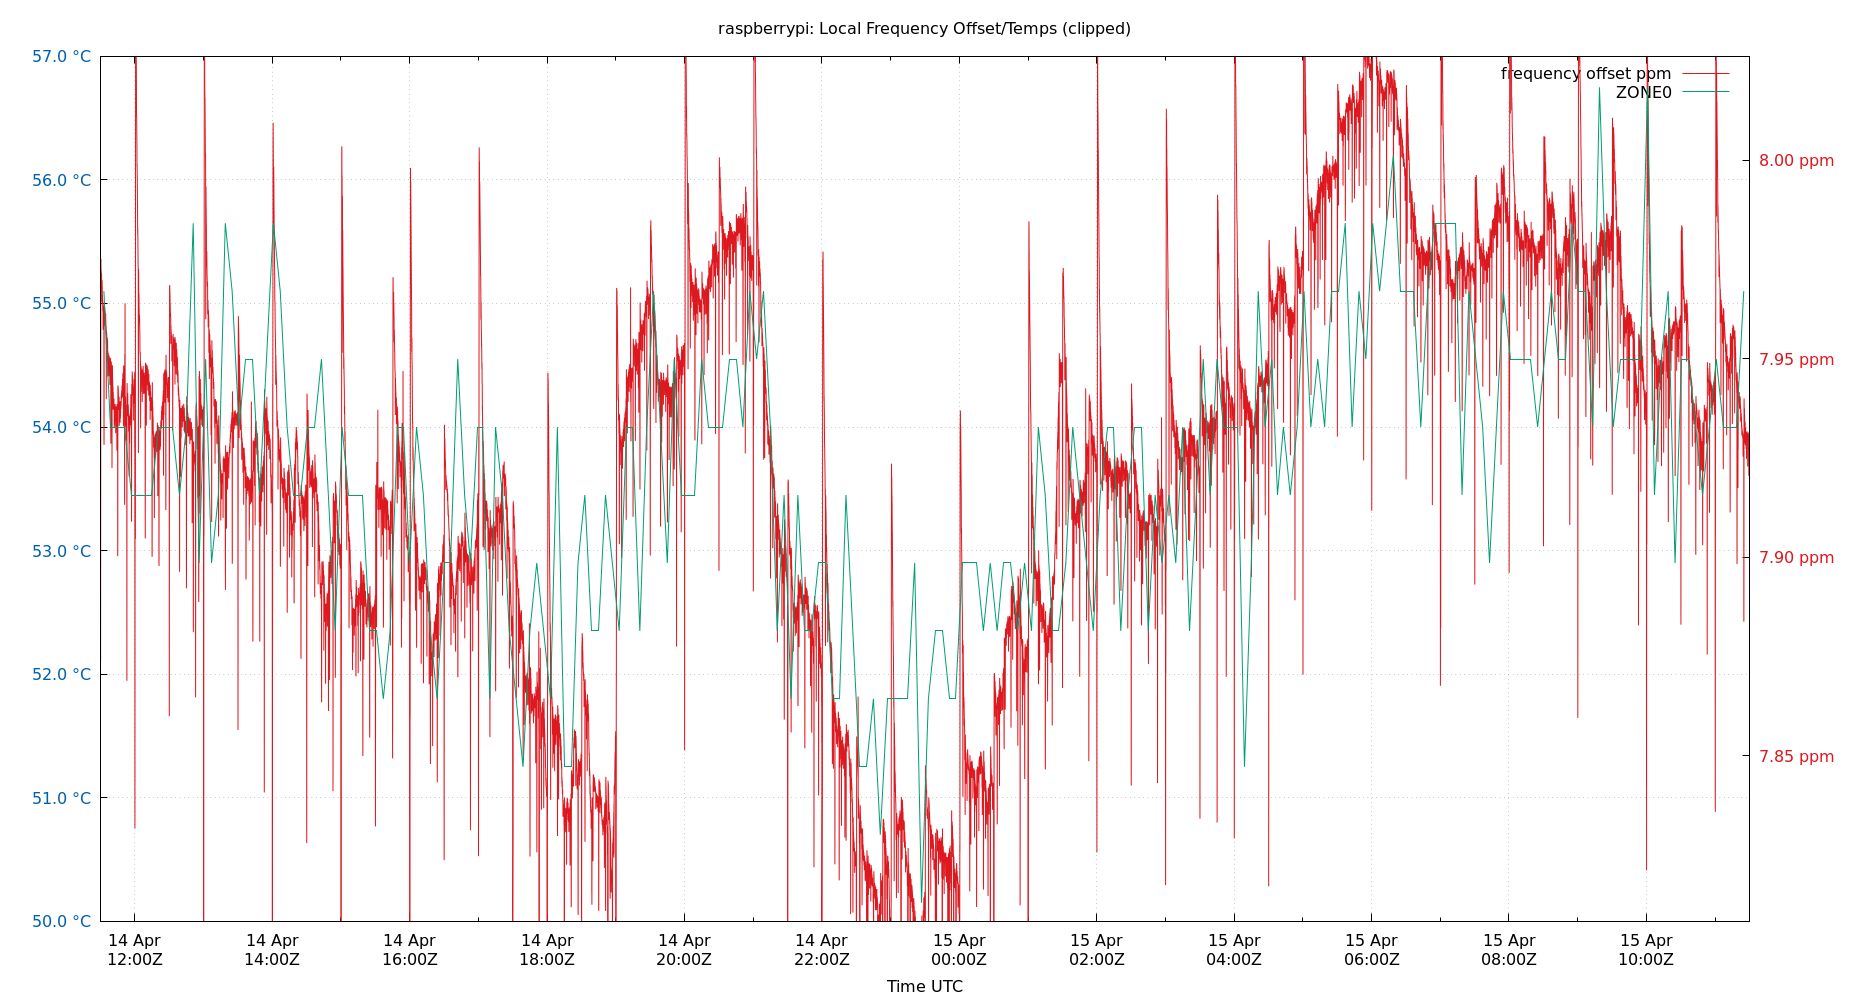 raspberrypi: Local Frequency Offset/Temps (clipped)
57.0 °C
56.0 °C
55.0 °C
54.0 °C
53.0 °C
52.0 °C
51.0 °C
50.0 °C
frequency offset ppm
ZONE0
8.00 ppm
7.95 ppm
7.90 ppm
7.85 ppm
14 Apr 14 Apr 14 Apr 14 Apr 14 Apr 14 Apr 15 Apr 15 Apr 15 Apr 15 Apr 15 Apr 15 Apr
12:00Z 14:00Z 16:00Z 18:00Z 20:00Z 22:00Z 00:00Z 02:00Z 04:00Z 06:00Z 08:00Z 10:00Z
Time UTC